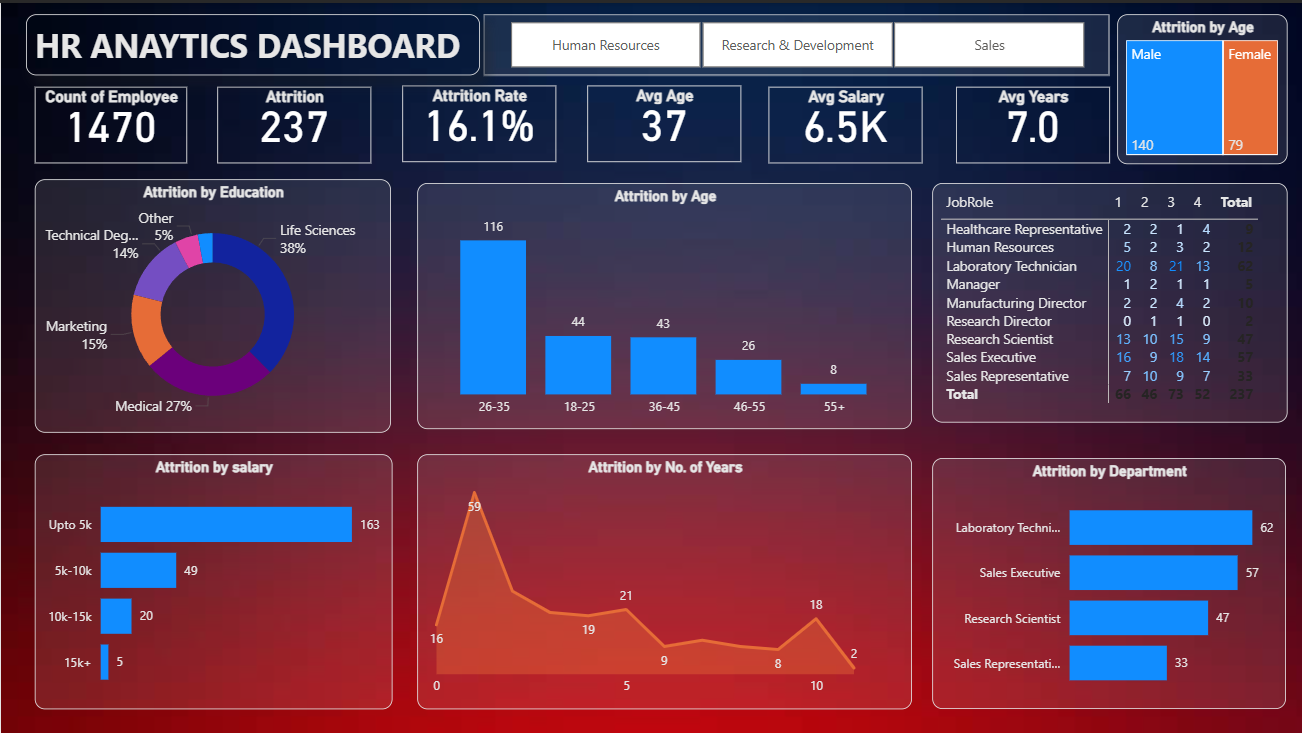 HR ANAYTICS DASHBOARD
Human Resources
Research & Development
Sales
Attrition by Age
Male
Female
140
79
Count of Employee
1470
Attrition
237
Attrition Rate
16.1%
Avg Age
37
Avg Salary
6.5K
Avg Years
7.0
Attrition by Education
Other
5%
Life Sciences
38%
Technical Deg...
14%
Marketing
15%
Medical 27%
Attrition by Age
116
44
43
26
8
26-35 18-25 36-45 46-55 55+
JobRole 1 2 3 4 Total
Healthcare Representative 2 2 1 4 9
Human Resources 5 2 3 2 12
Laboratory Technician 20 8 21 13 62
Manager 1 2 1 1 5
Manufacturing Director 2 2 4 2 10
Research Director 0 1 1 0 2
Research Scientist 13 10 15 9 47
Sales Executive 16 9 18 14 57
Sales Representative 7 10 9 7 33
Total 66 46 73 52 237
Attrition by salary
Upto 5k 163
5k-10k 49
10k-15k 20
15k+ 5
Attrition by No. of Years
59
16
19
21
9
8
18
2
0 5 10
Attrition by Department
Laboratory Techni... 62
Sales Executive 57
Research Scientist 47
Sales Representati... 33